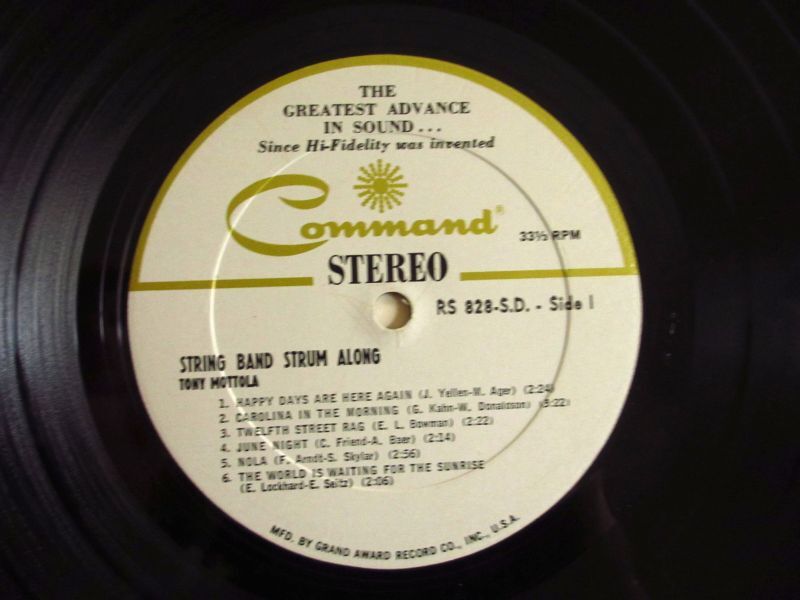 THE
GREATEST ADVANCE
IN SOUND...
Since Hi-Fidelity was invented
Command®
33⅓ RPM
STEREO
RS 828-S.D. - Side 1
STRING BAND STRUM ALONG
TONY MOTTOLA
1. HAPPY DAYS ARE HERE AGAIN (J. Yellen-M. Ager) (2:24)
2. CAROLINA IN THE MORNING (G. Kahn-W. Donaldson) (3:22)
3. TWELFTH STREET RAG (E. L. Bowman) (2:22)
4. JUNE NIGHT (C. Friend-A. Baer) (2:14)
5. NOLA (F. Arndt-S. Skylar) (2:56)
6. THE WORLD IS WAITING FOR THE SUNRISE
(E. Lockhard-E. Seitz) (2:06)
MFD. BY GRAND AWARD RECORD CO., INC., U.S.A.